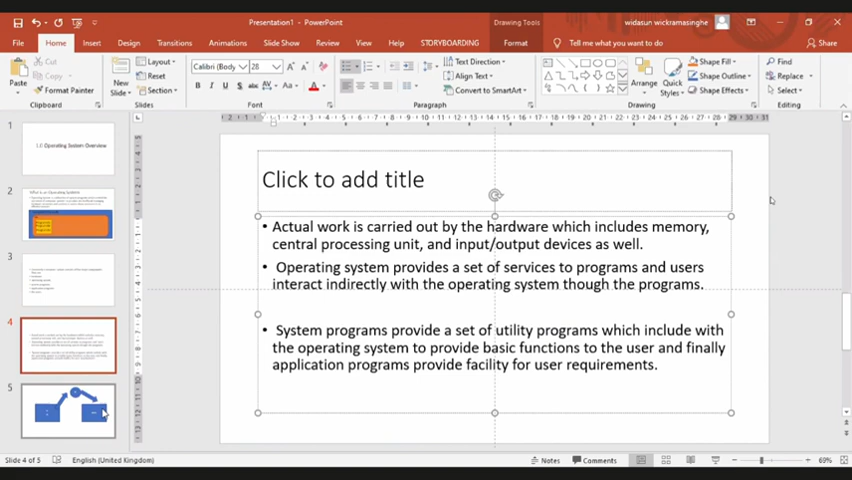 Presentation1 - PowerPoint
Drawing Tools
widasun wickramasinghe
File Home Insert Design Transitions Animations Slide Show Review View Help STORYBOARDING Format Tell me what you want to do Share
Paste
Cut
Copy
Format Painter
Clipboard
New Slide
Layout
Reset
Section
Slides
Calibri (Body) 28
Font
Text Direction
Align Text
Convert to SmartArt
Paragraph
Arrange
Quick Styles
Shape Fill
Shape Outline
Shape Effects
Drawing
Find
Replace
Select
Editing
1
1.0 Operating System Overview
2
What is an Operating System
3
4
5
Click to add title
• Actual work is carried out by the hardware which includes memory,
central processing unit, and input/output devices as well.
• Operating system provides a set of services to programs and users
interact indirectly with the operating system though the programs.
• System programs provide a set of utility programs which include with
the operating system to provide basic functions to the user and finally
application programs provide facility for user requirements.
Slide 4 of 5 English (United Kingdom) Notes Comments 69%